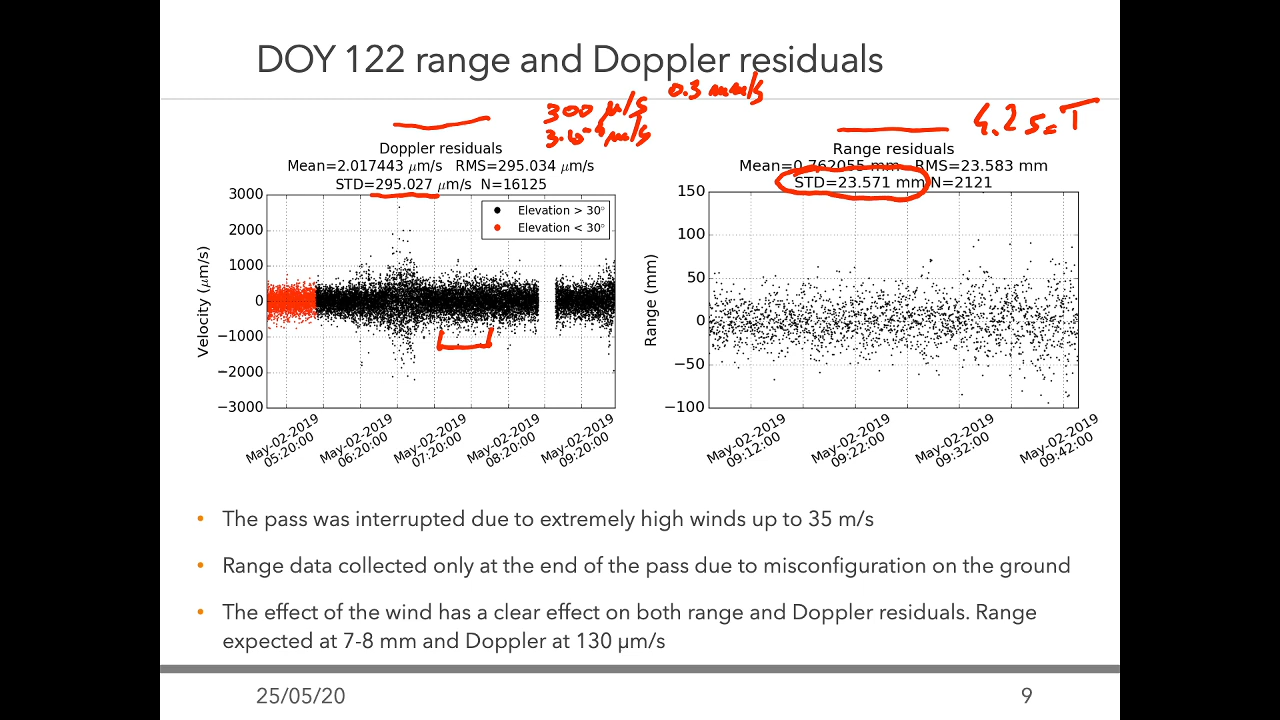 DOY 122 range and Doppler residuals
300 μ/s
0.3 mm/s
4.2 s = T
Doppler residuals
Mean=2.017443 μm/s RMS=295.034 μm/s
STD=295.027 μm/s N=16125
3000
2000
1000
0
−1000
−2000
−3000
Velocity (μm/s)
Elevation > 30°
Elevation < 30°
May-02-2019
05:20:00
May-02-2019
06:20:00
May-02-2019
07:20:00
May-02-2019
08:20:00
May-02-2019
09:20:00
Range residuals
Mean=0.762055 mm RMS=23.583 mm
STD=23.571 mm N=2121
150
100
50
0
−50
−100
Range (mm)
May-02-2019
09:12:00
May-02-2019
09:22:00
May-02-2019
09:32:00
May-02-2019
09:42:00
• The pass was interrupted due to extremely high winds up to 35 m/s
• Range data collected only at the end of the pass due to misconfiguration on the ground
• The effect of the wind has a clear effect on both range and Doppler residuals. Range
expected at 7-8 mm and Doppler at 130 μm/s
25/05/20
9